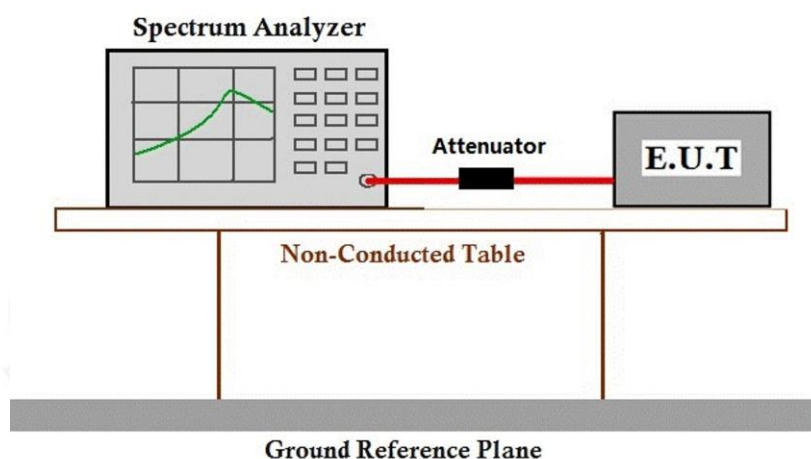 Spectrum Analyzer
Attenuator
E.U.T
Non-Conducted Table
Ground Reference Plane